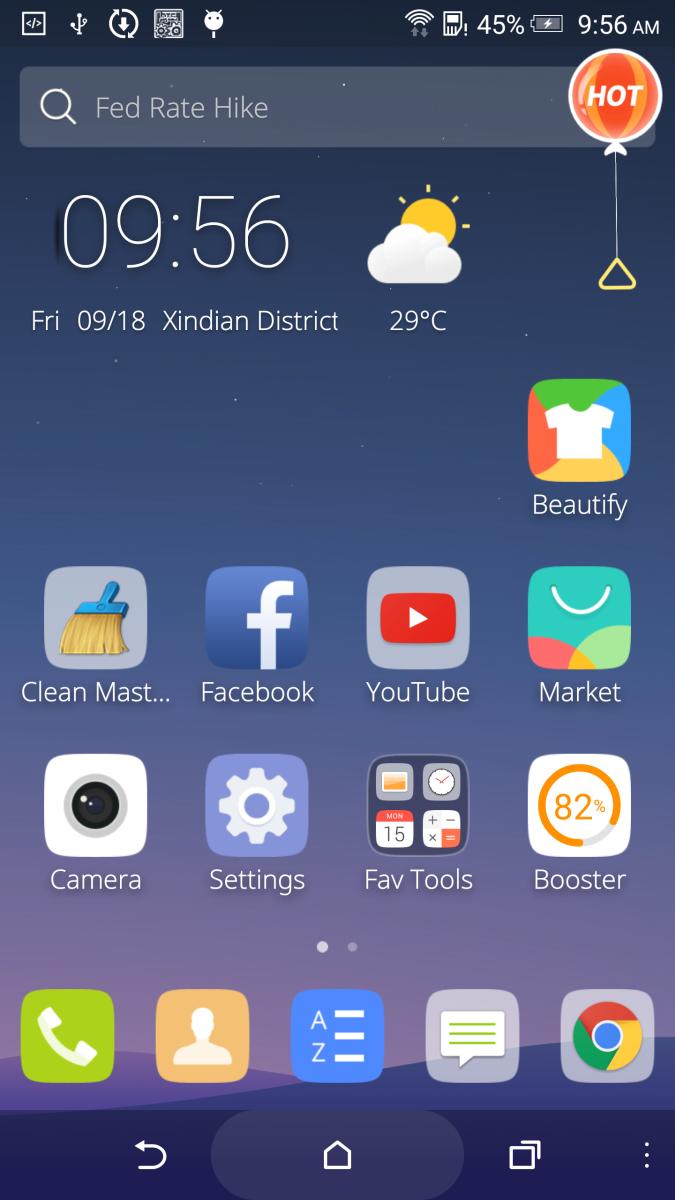 45% 9:56 AM
Fed Rate Hike
HOT
09:56
Fri 09/18 Xindian District 29°C
Beautify
Clean Mast... Facebook YouTube Market
MON
15
82%
Camera Settings Fav Tools Booster
A
Z